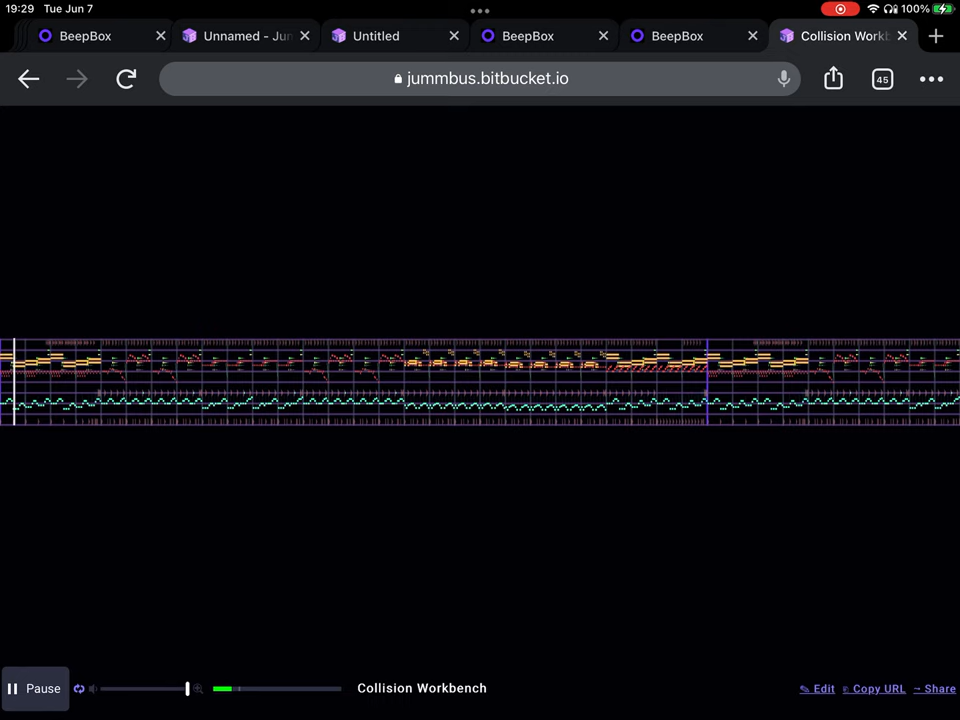 19:29 Tue Jun 7
100%
BeepBox
Unnamed - Jun
Untitled
BeepBox
BeepBox
Collision Workb
jummbus.bitbucket.io
45
Pause
Collision Workbench
Edit
Copy URL
Share